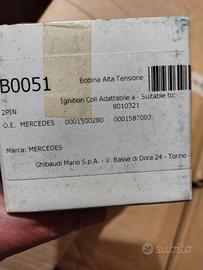 B0051
Bobina Alta Tensione
Ignition Coil Adattabile a - Suitable to:
2PIN
8010321
O.E. MERCEDES 0001500280 0001587003
Marca: MERCEDES
Ghibaudi Mario S.p.A. - V. Basse di Dora 24 - Torino -
subito